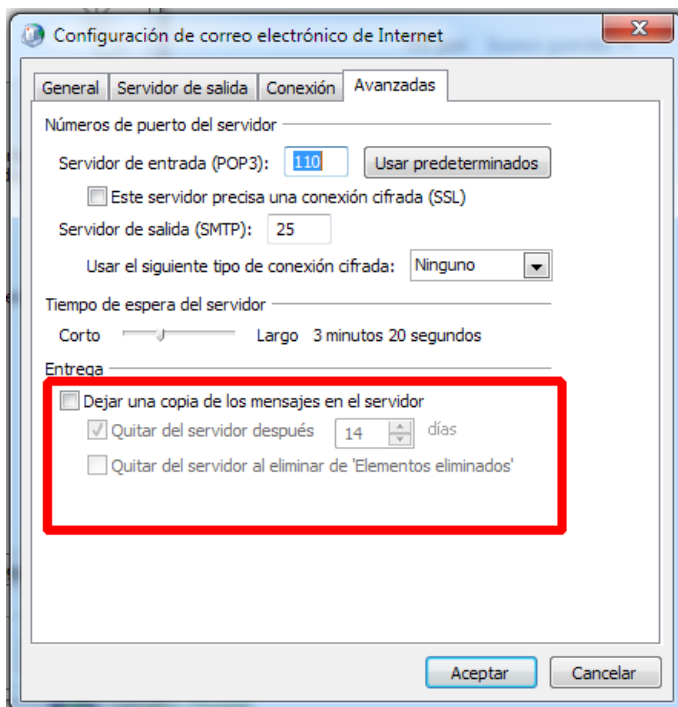 Configuración de correo electrónico de Internet
General Servidor de salida Conexión Avanzadas
Números de puerto del servidor
Servidor de entrada (POP3): 110 Usar predeterminados
Este servidor precisa una conexión cifrada (SSL)
Servidor de salida (SMTP): 25
Usar el siguiente tipo de conexión cifrada: Ninguno
Tiempo de espera del servidor
Corto Largo 3 minutos 20 segundos
Entrega
Dejar una copia de los mensajes en el servidor
Quitar del servidor después 14 días
Quitar del servidor al eliminar de 'Elementos eliminados'
Aceptar Cancelar